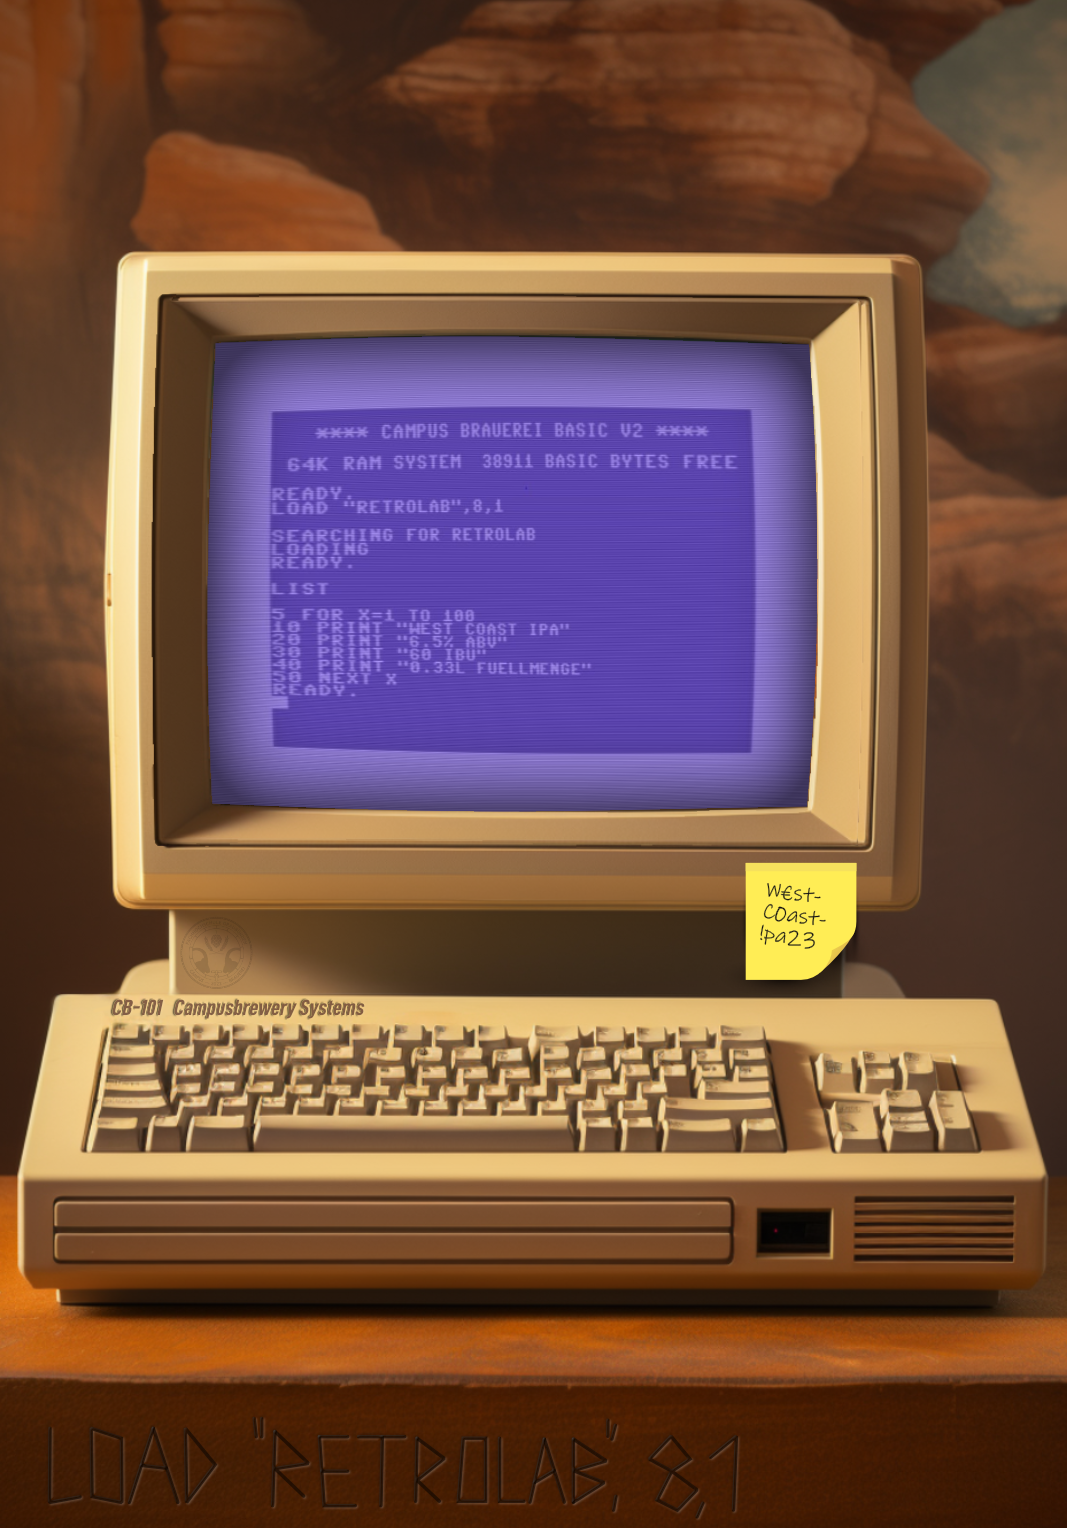 **** CAMPUS BRAUEREI BASIC V2 ****
64K RAM SYSTEM 38911 BASIC BYTES FREE
READY.
LOAD "RETROLAB",8,1
SEARCHING FOR RETROLAB
LOADING
READY.
LIST
5 FOR X=1 TO 100
10 PRINT "WEST COAST IPA"
20 PRINT "6.5% ABV"
30 PRINT "60 IBU"
40 PRINT "0.33L FUELLMENGE"
50 NEXT X
READY.
W€st-
COast-
!pa23
CB-101 Campusbrewery Systems
LOAD "RETROLAB", 8,1